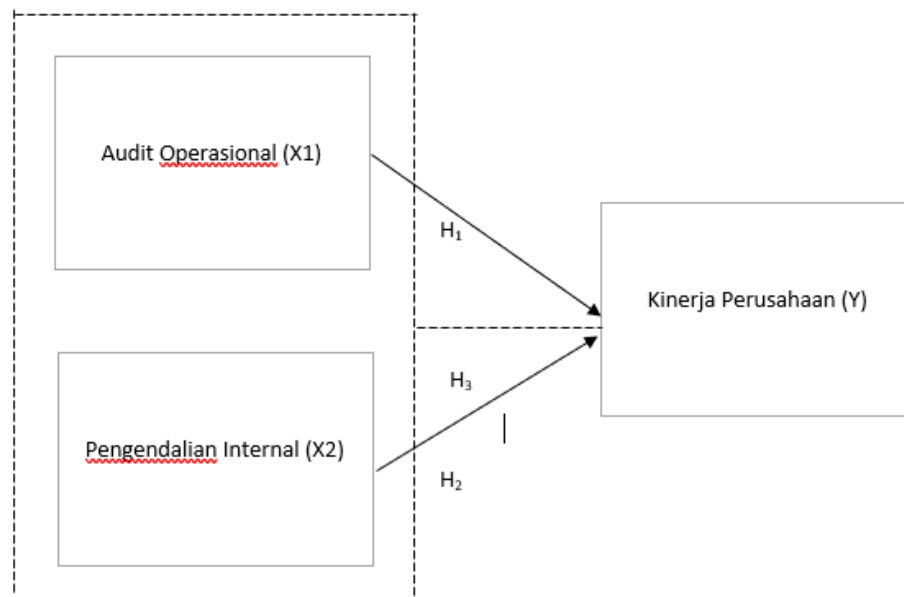 Audit Operasional (X1)
H₁
Kinerja Perusahaan (Y)
H₃
Pengendalian Internal (X2)
H₂